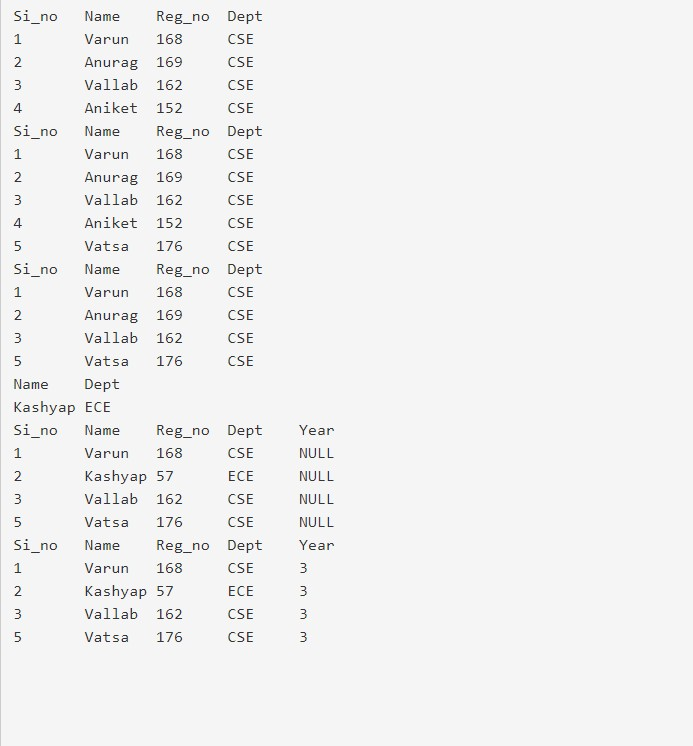 Si_no Name Reg_no Dept
1 Varun 168 CSE
2 Anurag 169 CSE
3 Vallab 162 CSE
4 Aniket 152 CSE
Si_no Name Reg_no Dept
1 Varun 168 CSE
2 Anurag 169 CSE
3 Vallab 162 CSE
4 Aniket 152 CSE
5 Vatsa 176 CSE
Si_no Name Reg_no Dept
1 Varun 168 CSE
2 Anurag 169 CSE
3 Vallab 162 CSE
5 Vatsa 176 CSE
Name Dept
Kashyap ECE
Si_no Name Reg_no Dept Year
1 Varun 168 CSE NULL
2 Kashyap 57 ECE NULL
3 Vallab 162 CSE NULL
5 Vatsa 176 CSE NULL
Si_no Name Reg_no Dept Year
1 Varun 168 CSE 3
2 Kashyap 57 ECE 3
3 Vallab 162 CSE 3
5 Vatsa 176 CSE 3